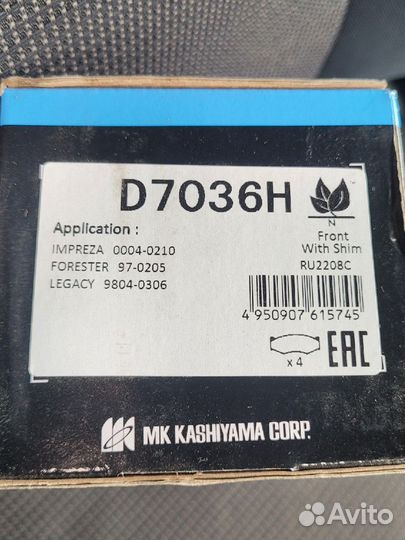 D7036H
N
Application :
Front
IMPREZA 0004-0210
With Shim
FORESTER 97-0205
RU2208C
LEGACY 9804-0306
4 950907 615745
x 4
EAC
MK KASHIYAMA CORP.
Avito